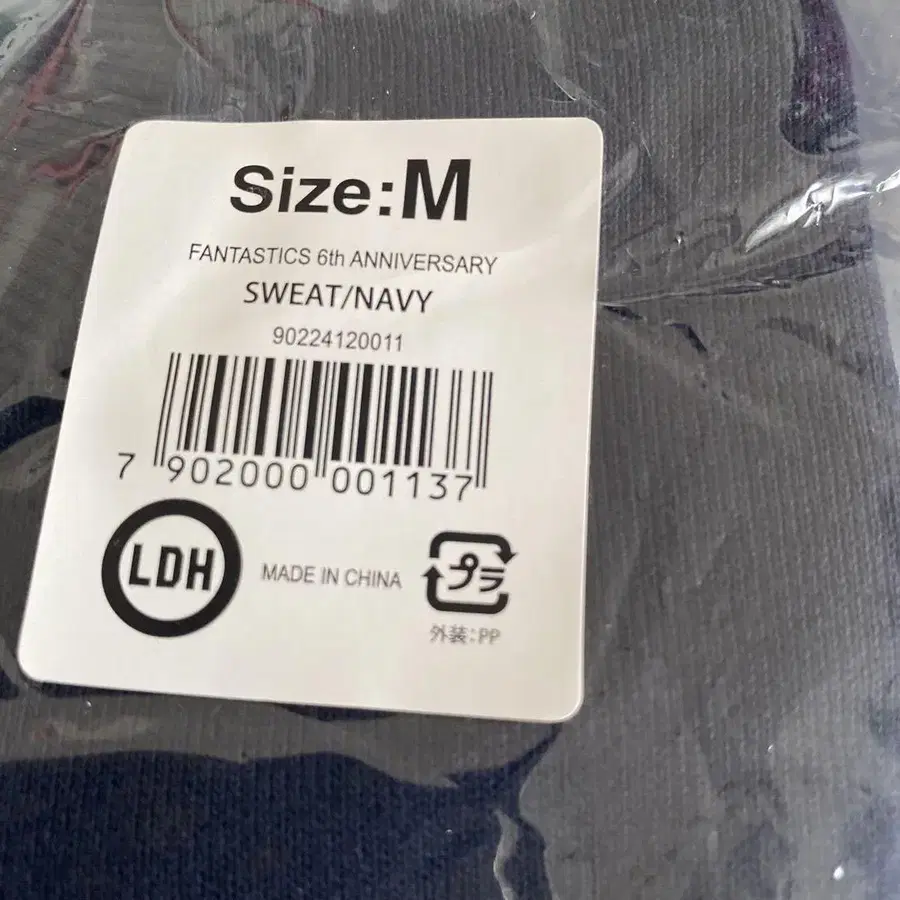 Size:M
FANTASTICS 6th ANNIVERSARY
SWEAT/NAVY
90224120011
7 902000 001137
LDH
MADE IN CHINA
プラ
外装:PP